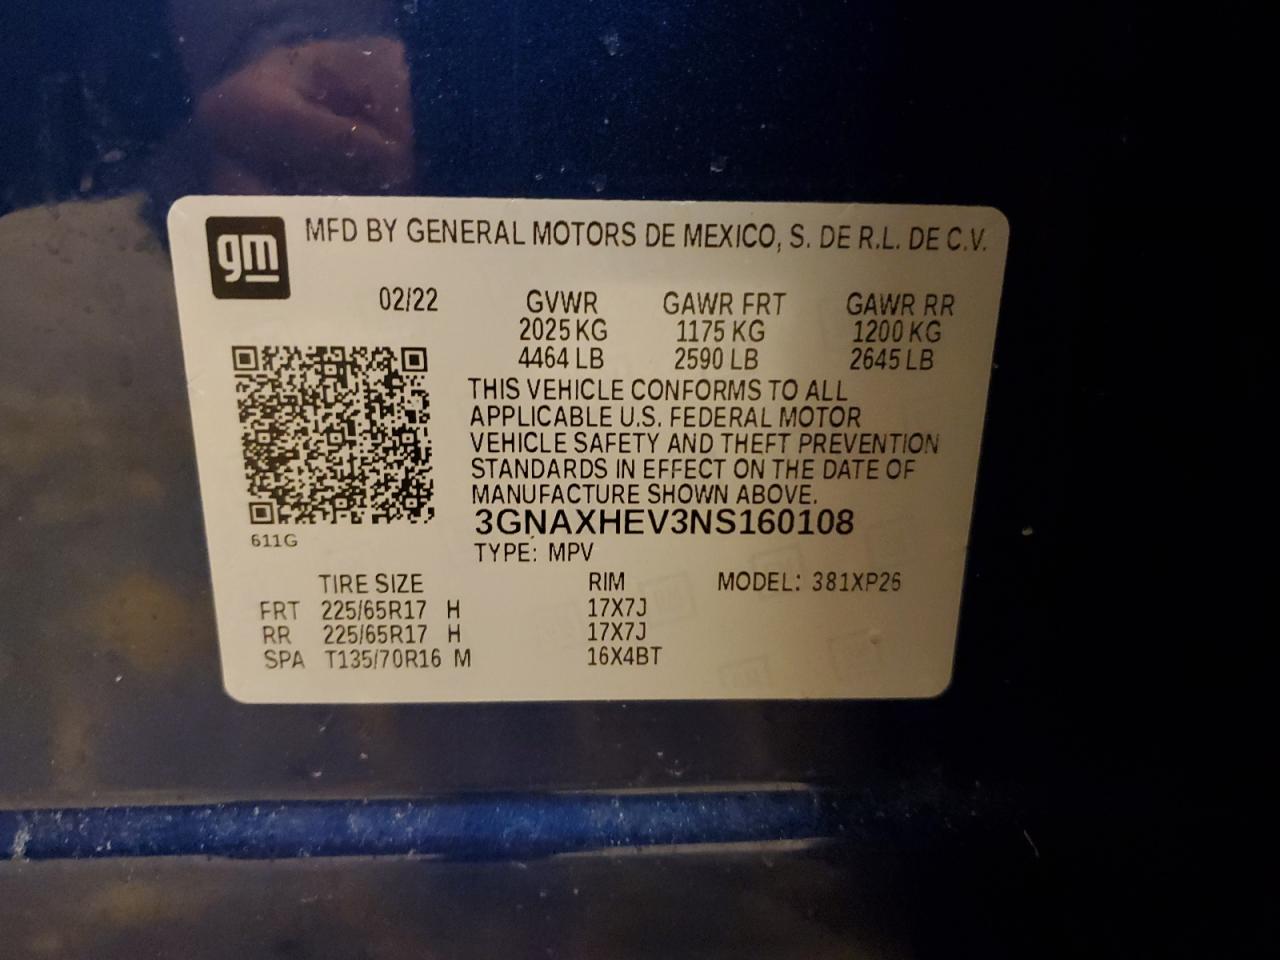 gm MFD BY GENERAL MOTORS DE MEXICO, S. DE R.L. DE C.V.
02/22 GVWR GAWR FRT GAWR RR
2025 KG 1175 KG 1200 KG
4464 LB 2590 LB 2645 LB
THIS VEHICLE CONFORMS TO ALL
APPLICABLE U.S. FEDERAL MOTOR
VEHICLE SAFETY AND THEFT PREVENTION
STANDARDS IN EFFECT ON THE DATE OF
MANUFACTURE SHOWN ABOVE.
3GNAXHEV3NS160108
611G
TYPE: MPV
TIRE SIZE RIM MODEL: 381XP26
FRT 225/65R17 H 17X7J
RR 225/65R17 H 17X7J
SPA T135/70R16 M 16X4BT